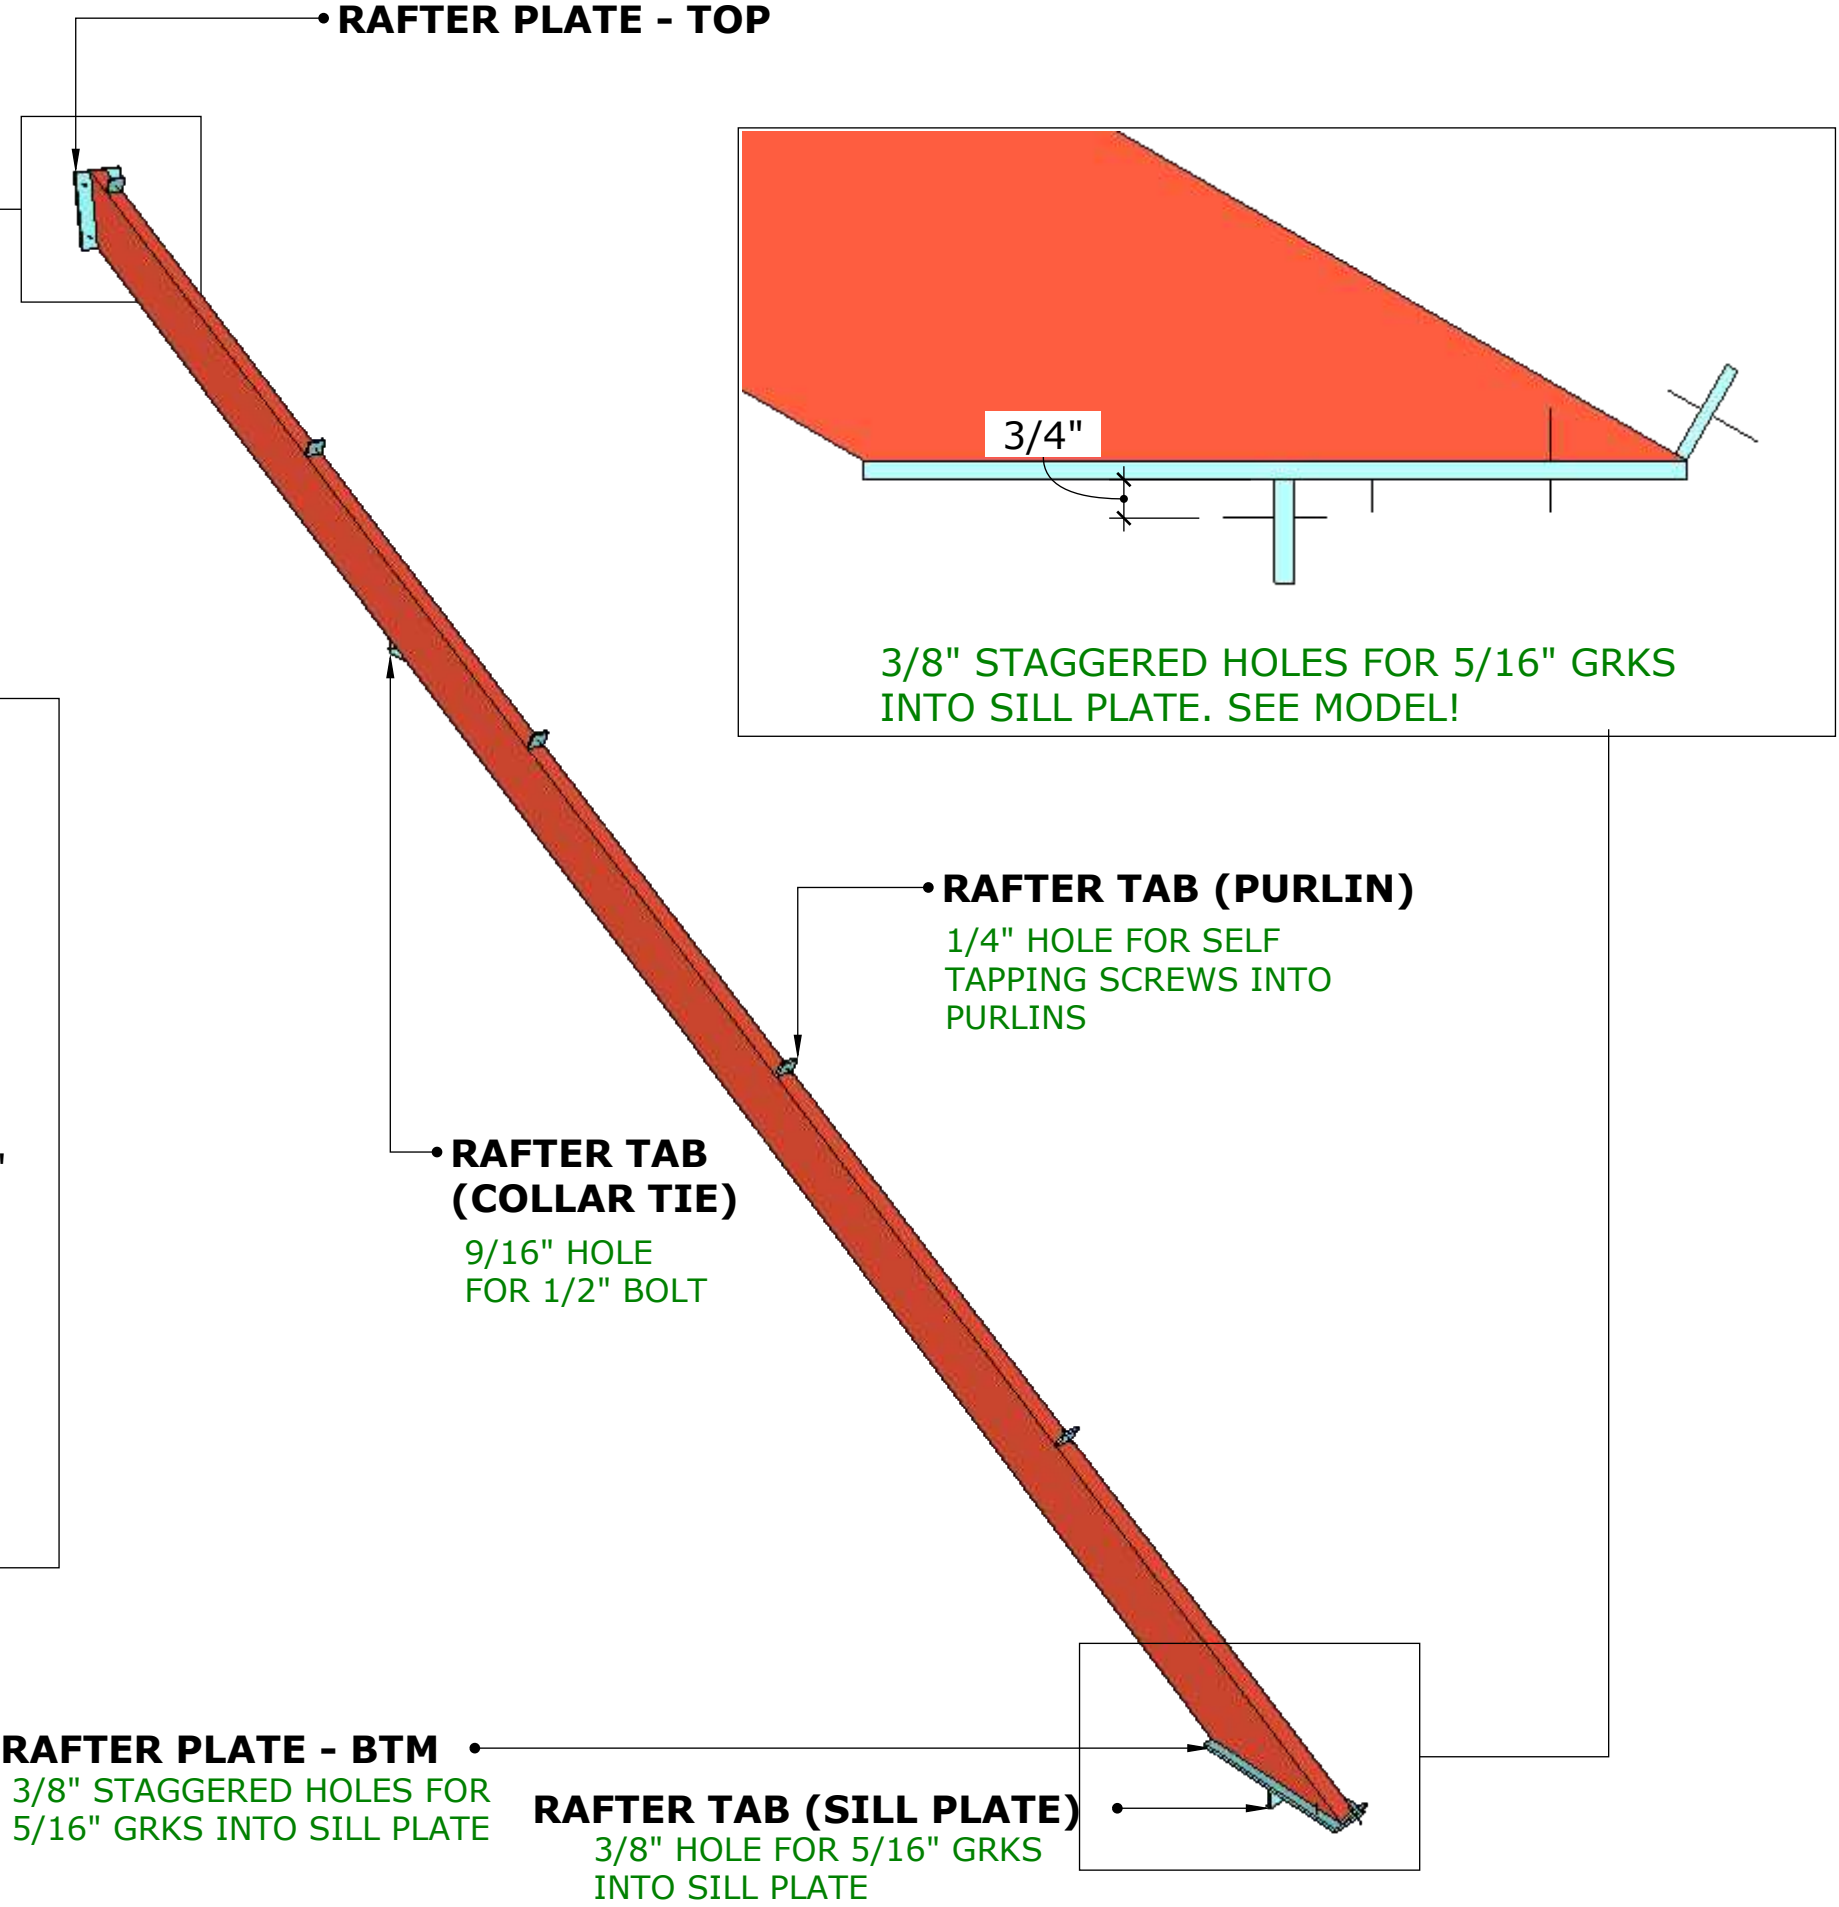 RAFTER PLATE - TOP
3/4"
3/8" STAGGERED HOLES FOR 5/16" GRKS
INTO SILL PLATE. SEE MODEL!
RAFTER TAB (PURLIN)
1/4" HOLE FOR SELF
TAPPING SCREWS INTO
PURLINS
RAFTER TAB
(COLLAR TIE)
9/16" HOLE
FOR 1/2" BOLT
RAFTER PLATE - BTM
3/8" STAGGERED HOLES FOR
5/16" GRKS INTO SILL PLATE
RAFTER TAB (SILL PLATE)
3/8" HOLE FOR 5/16" GRKS
INTO SILL PLATE